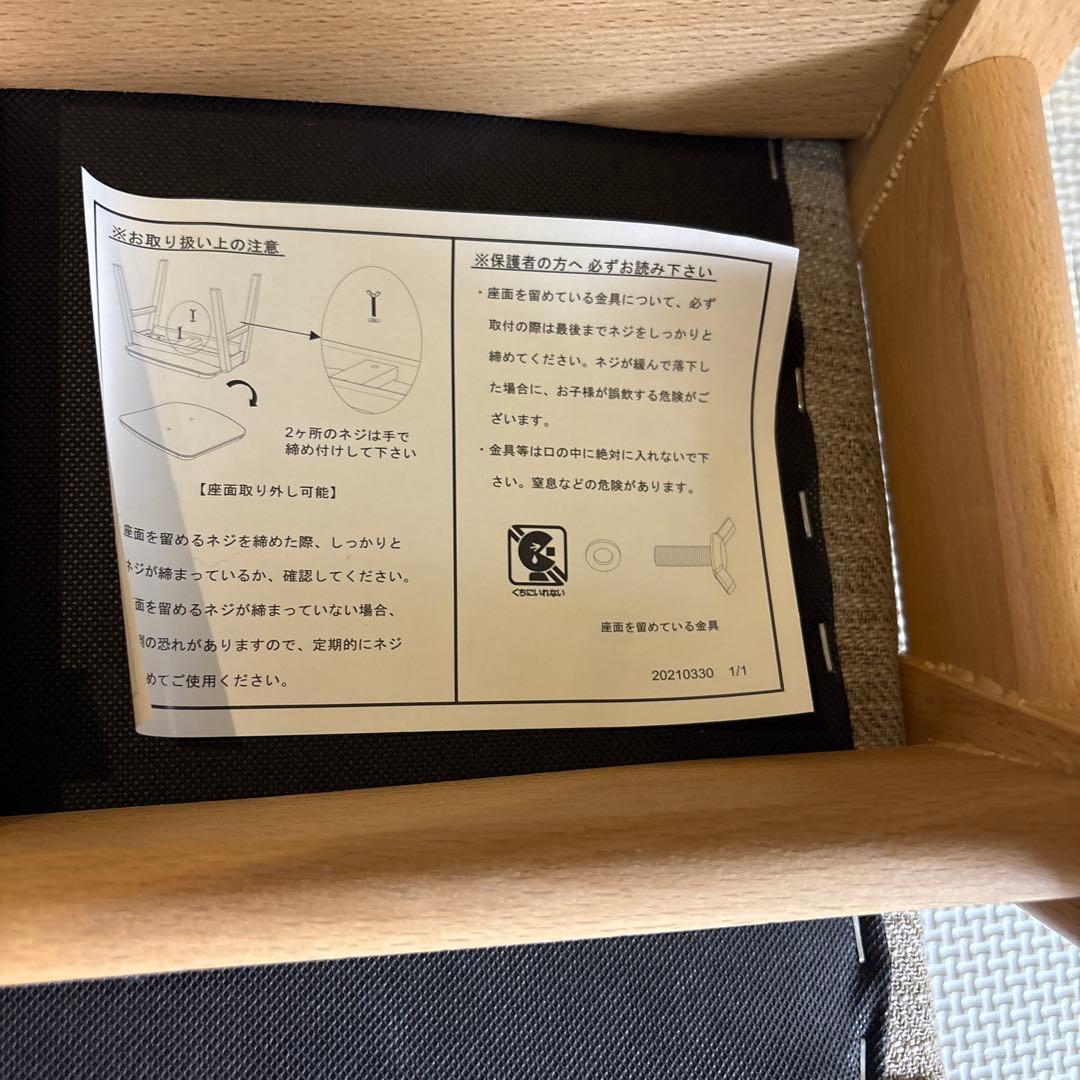 ※お取り扱い上の注意
2ヶ所のネジは手で
締め付けして下さい
【座面取り外し可能】
座面を留めるネジを締めた際、しっかりと
ネジが締まっているか、確認してください。
面を留めるネジが締まっていない場合、
の恐れがありますので、定期的にネジ
めてご使用ください。
※保護者の方へ 必ずお読み下さい
・座面を留めている金具について、必ず
取付の際は最後までネジをしっかりと
締めてください。ネジが緩んで落下し
た場合に、お子様が誤飲する危険がご
ざいます。
・金具等は口の中に絶対に入れないで下
さい。窒息などの危険があります。
くちにいれない
座面を留めている金具
20210330 1/1